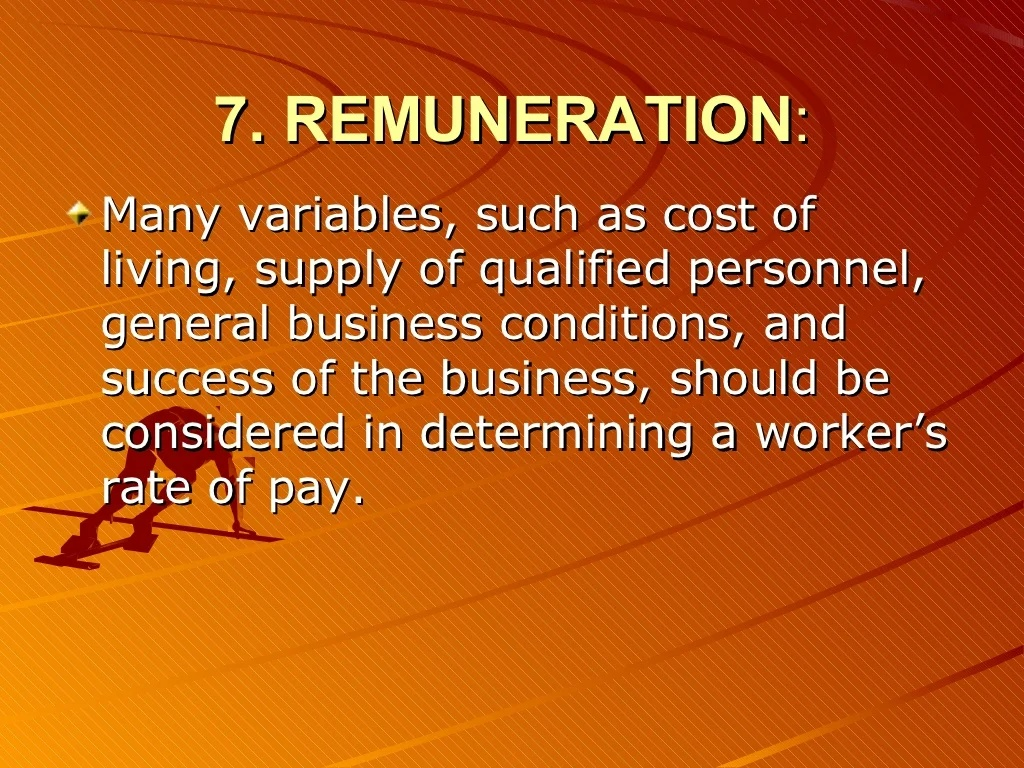 7. REMUNERATION:
Many variables, such as cost of
living, supply of qualified personnel,
general business conditions, and
success of the business, should be
considered in determining a worker’s
rate of pay.